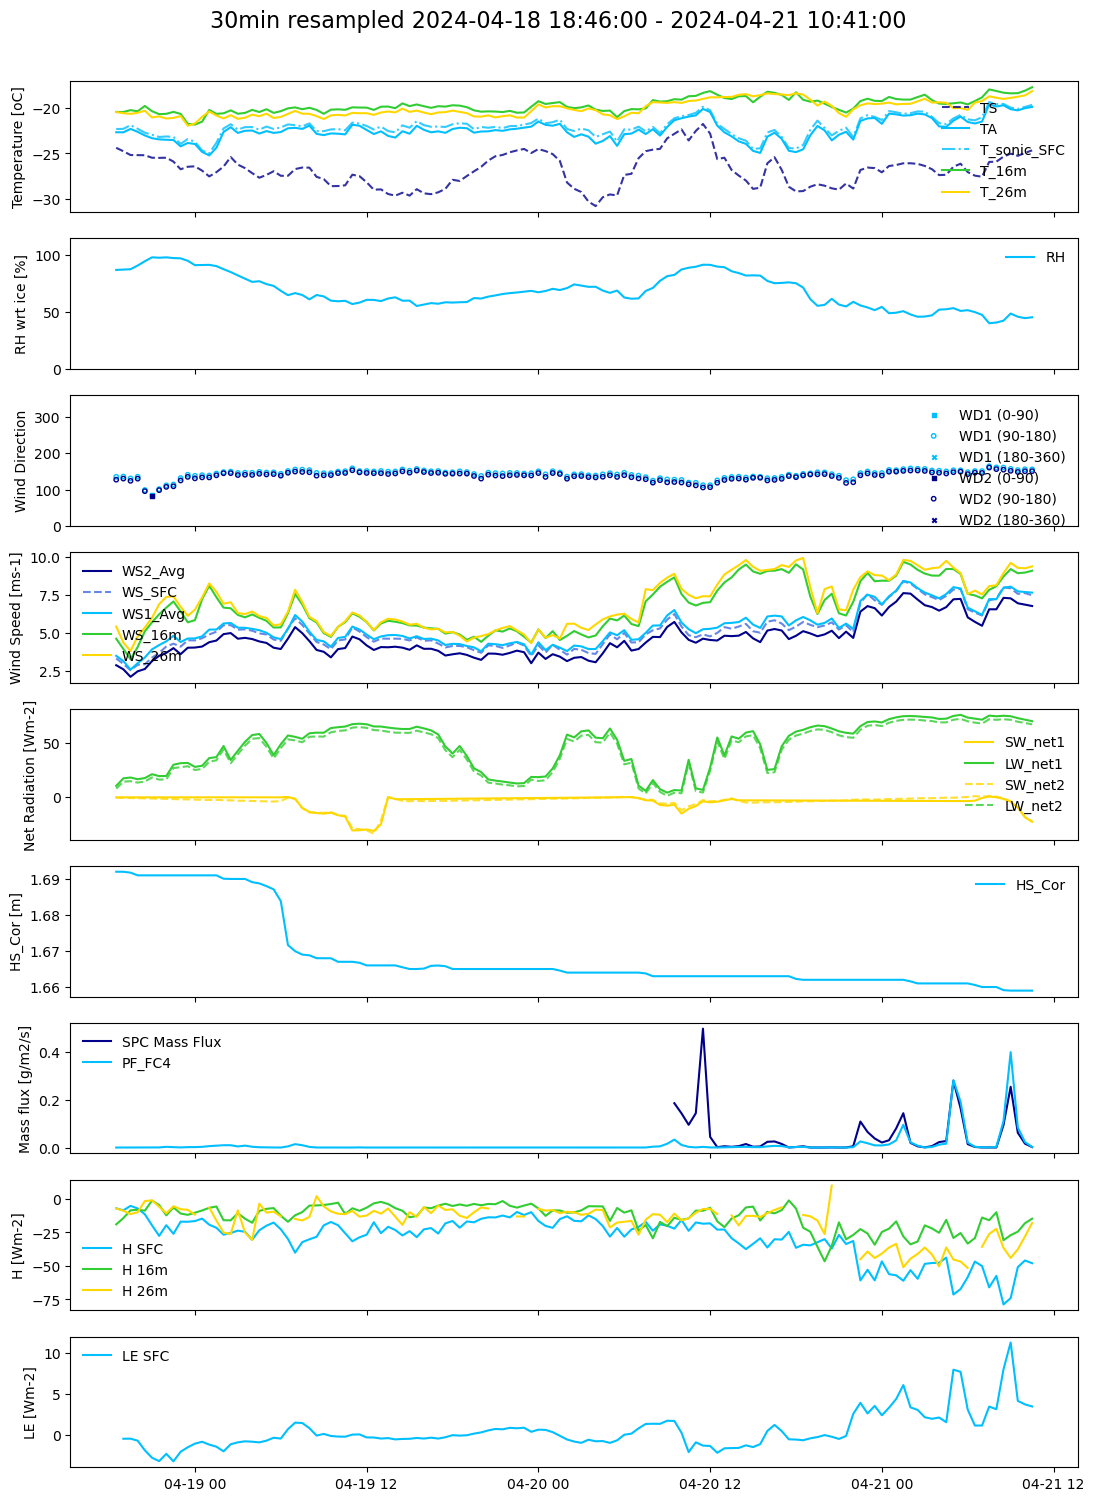 30min resampled 2024-04-18 18:46:00 - 2024-04-21 10:41:00
Temperature [oC]
−20
−25
−30
TS
TA
T_sonic_SFC
T_16m
T_26m
RH wrt ice [%]
100
50
0
RH
Wind Direction
300
200
100
0
WD1 (0-90)
WD1 (90-180)
WD1 (180-360)
WD2 (0-90)
WD2 (90-180)
WD2 (180-360)
Wind Speed [ms-1]
10.0
7.5
5.0
2.5
WS2_Avg
WS_SFC
WS1_Avg
WS_16m
WS_26m
Net Radiation [Wm-2]
50
0
SW_net1
LW_net1
SW_net2
LW_net2
HS_Cor [m]
1.69
1.68
1.67
1.66
HS_Cor
Mass flux [g/m2/s]
0.4
0.2
0.0
SPC Mass Flux
PF_FC4
H [Wm-2]
0
−25
−50
−75
H SFC
H 16m
H 26m
LE [Wm-2]
10
5
0
LE SFC
04-19 00
04-19 12
04-20 00
04-20 12
04-21 00
04-21 12